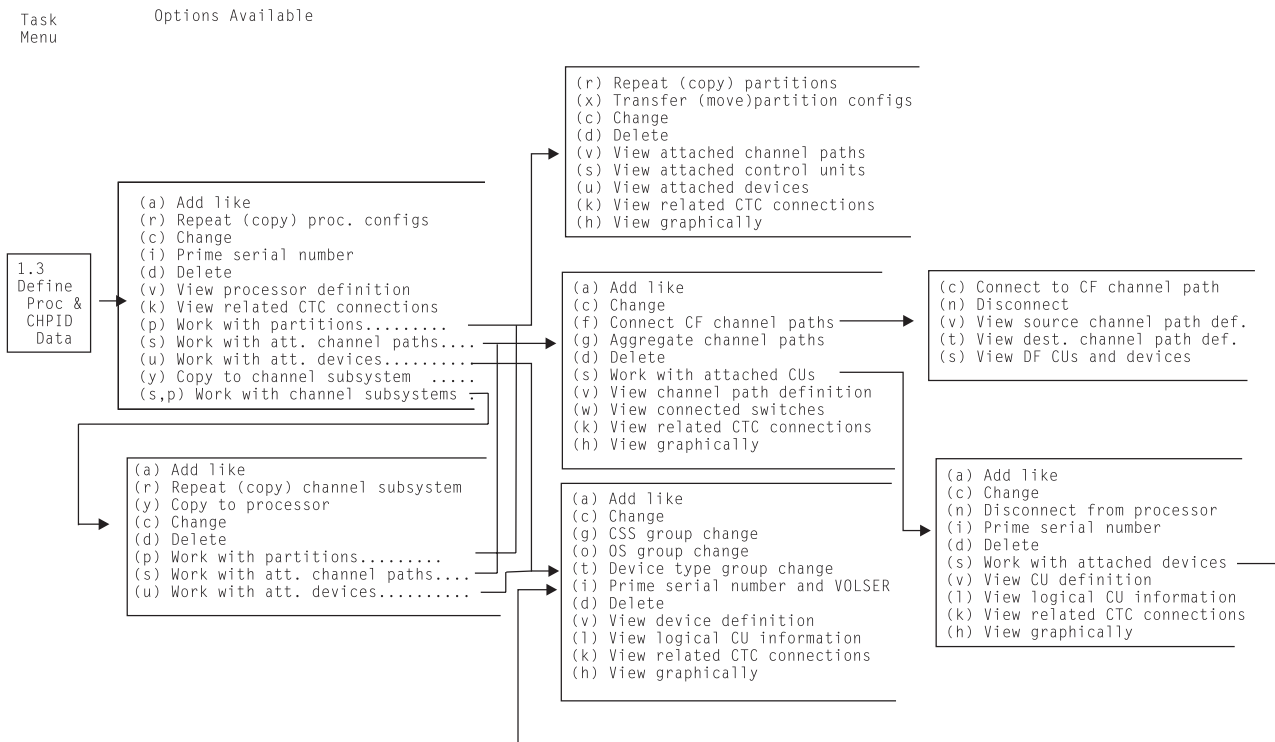 Task
Menu
Options Available
1.3
Define
Proc &
CHPID
Data
(a) Add like
(r) Repeat (copy) proc. configs
(c) Change
(i) Prime serial number
(d) Delete
(v) View processor definition
(k) View related CTC connections
(p) Work with partitions.........
(s) Work with att. channel paths....
(u) Work with att. devices..........
(y) Copy to channel subsystem .....
(s,p) Work with channel subsystems .
(a) Add like
(r) Repeat (copy) channel subsystem
(y) Copy to processor
(c) Change
(d) Delete
(p) Work with partitions.........
(s) Work with att. channel paths....
(u) Work with att. devices..........
(r) Repeat (copy) partitions
(x) Transfer (move)partition configs
(c) Change
(d) Delete
(v) View attached channel paths
(s) View attached control units
(u) View attached devices
(k) View related CTC connections
(h) View graphically
(a) Add like
(c) Change
(f) Connect CF channel paths
(g) Aggregate channel paths
(d) Delete
(s) Work with attached CUs
(v) View channel path definition
(w) View connected switches
(k) View related CTC connections
(h) View graphically
(a) Add like
(c) Change
(g) CSS group change
(o) OS group change
(t) Device type group change
(i) Prime serial number and VOLSER
(d) Delete
(v) View device definition
(l) View logical CU information
(k) View related CTC connections
(h) View graphically
(c) Connect to CF channel path
(n) Disconnect
(v) View source channel path def.
(t) View dest. channel path def.
(s) View DF CUs and devices
(a) Add like
(c) Change
(n) Disconnect from processor
(i) Prime serial number
(d) Delete
(s) Work with attached devices
(v) View CU definition
(l) View logical CU information
(k) View related CTC connections
(h) View graphically